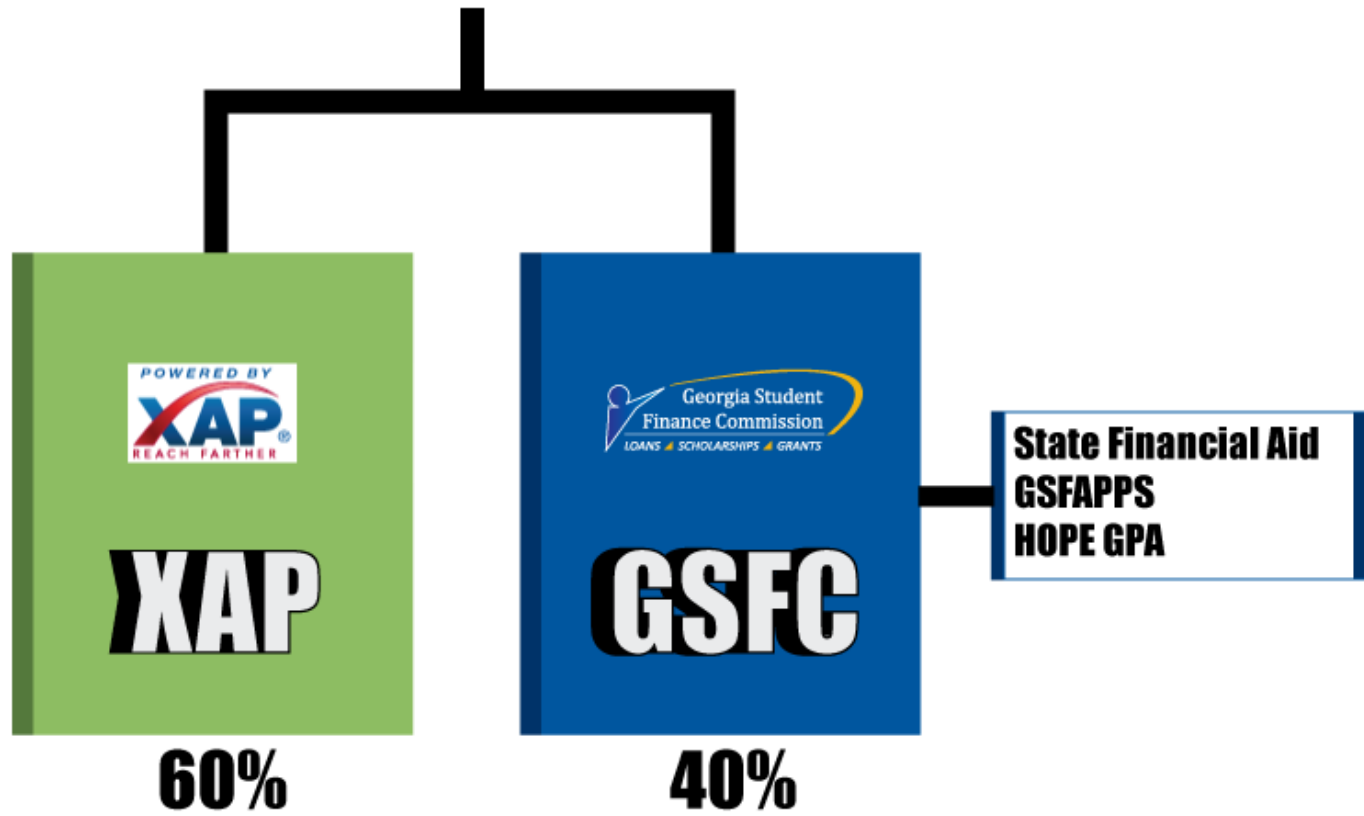 POWERED BY
XAP®
REACH FARTHER
XAP
60%
Georgia Student
Finance Commission
LOANS SCHOLARSHIPS GRANTS
GSFC
40%
State Financial Aid
GSFAPPS
HOPE GPA